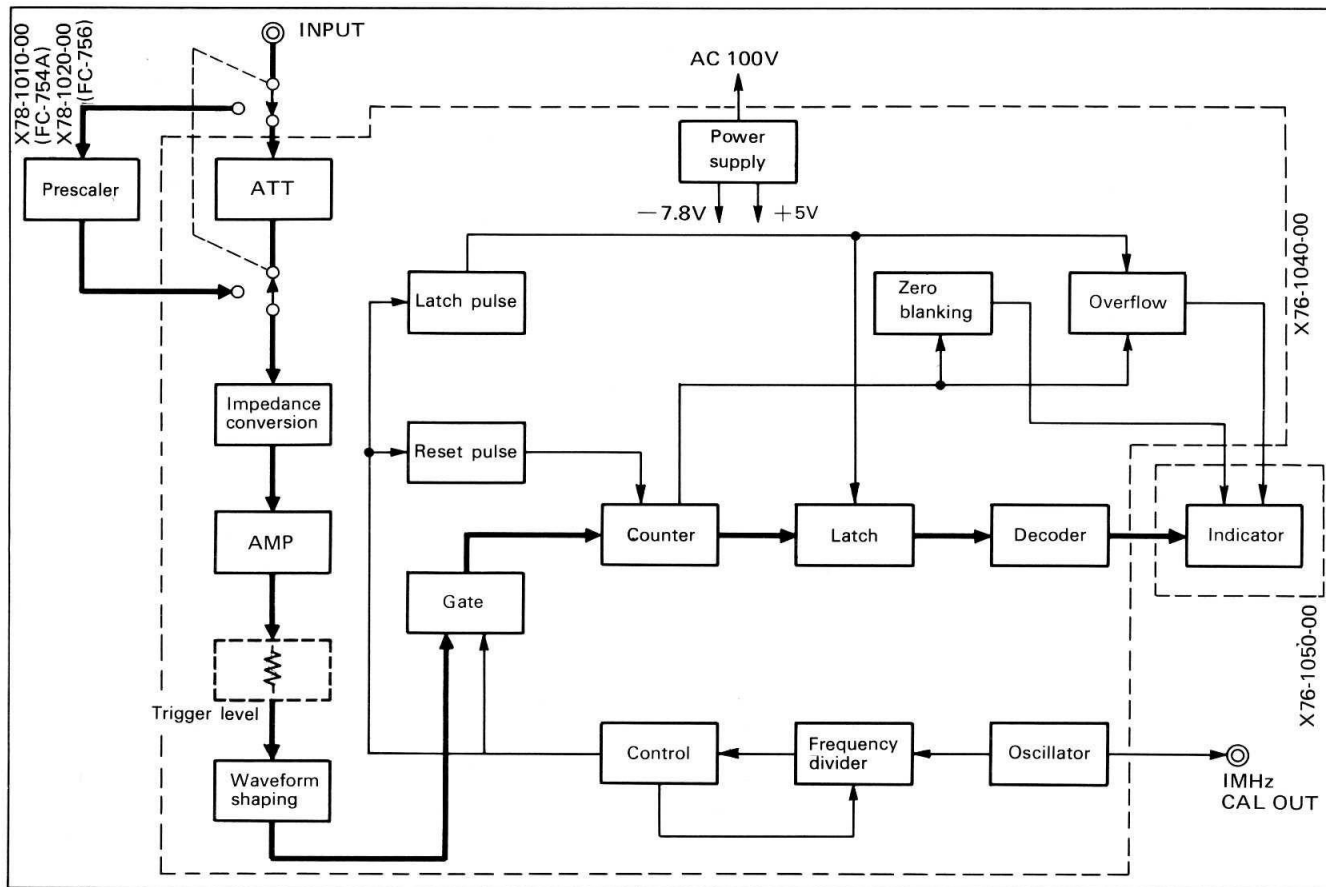 X78-1010-00
(FC-754A)
X78-1020-00
(FC-756)
INPUT
AC 100V
Power
supply
Prescaler
ATT
−7.8V
+5V
Latch pulse
Zero
blanking
Overflow
X76-1040-00
Impedance
conversion
Reset pulse
AMP
Counter
Latch
Decoder
Indicator
Gate
X76-1050-00
Trigger level
Waveform
shaping
Control
Frequency
divider
Oscillator
IMHz
CAL OUT